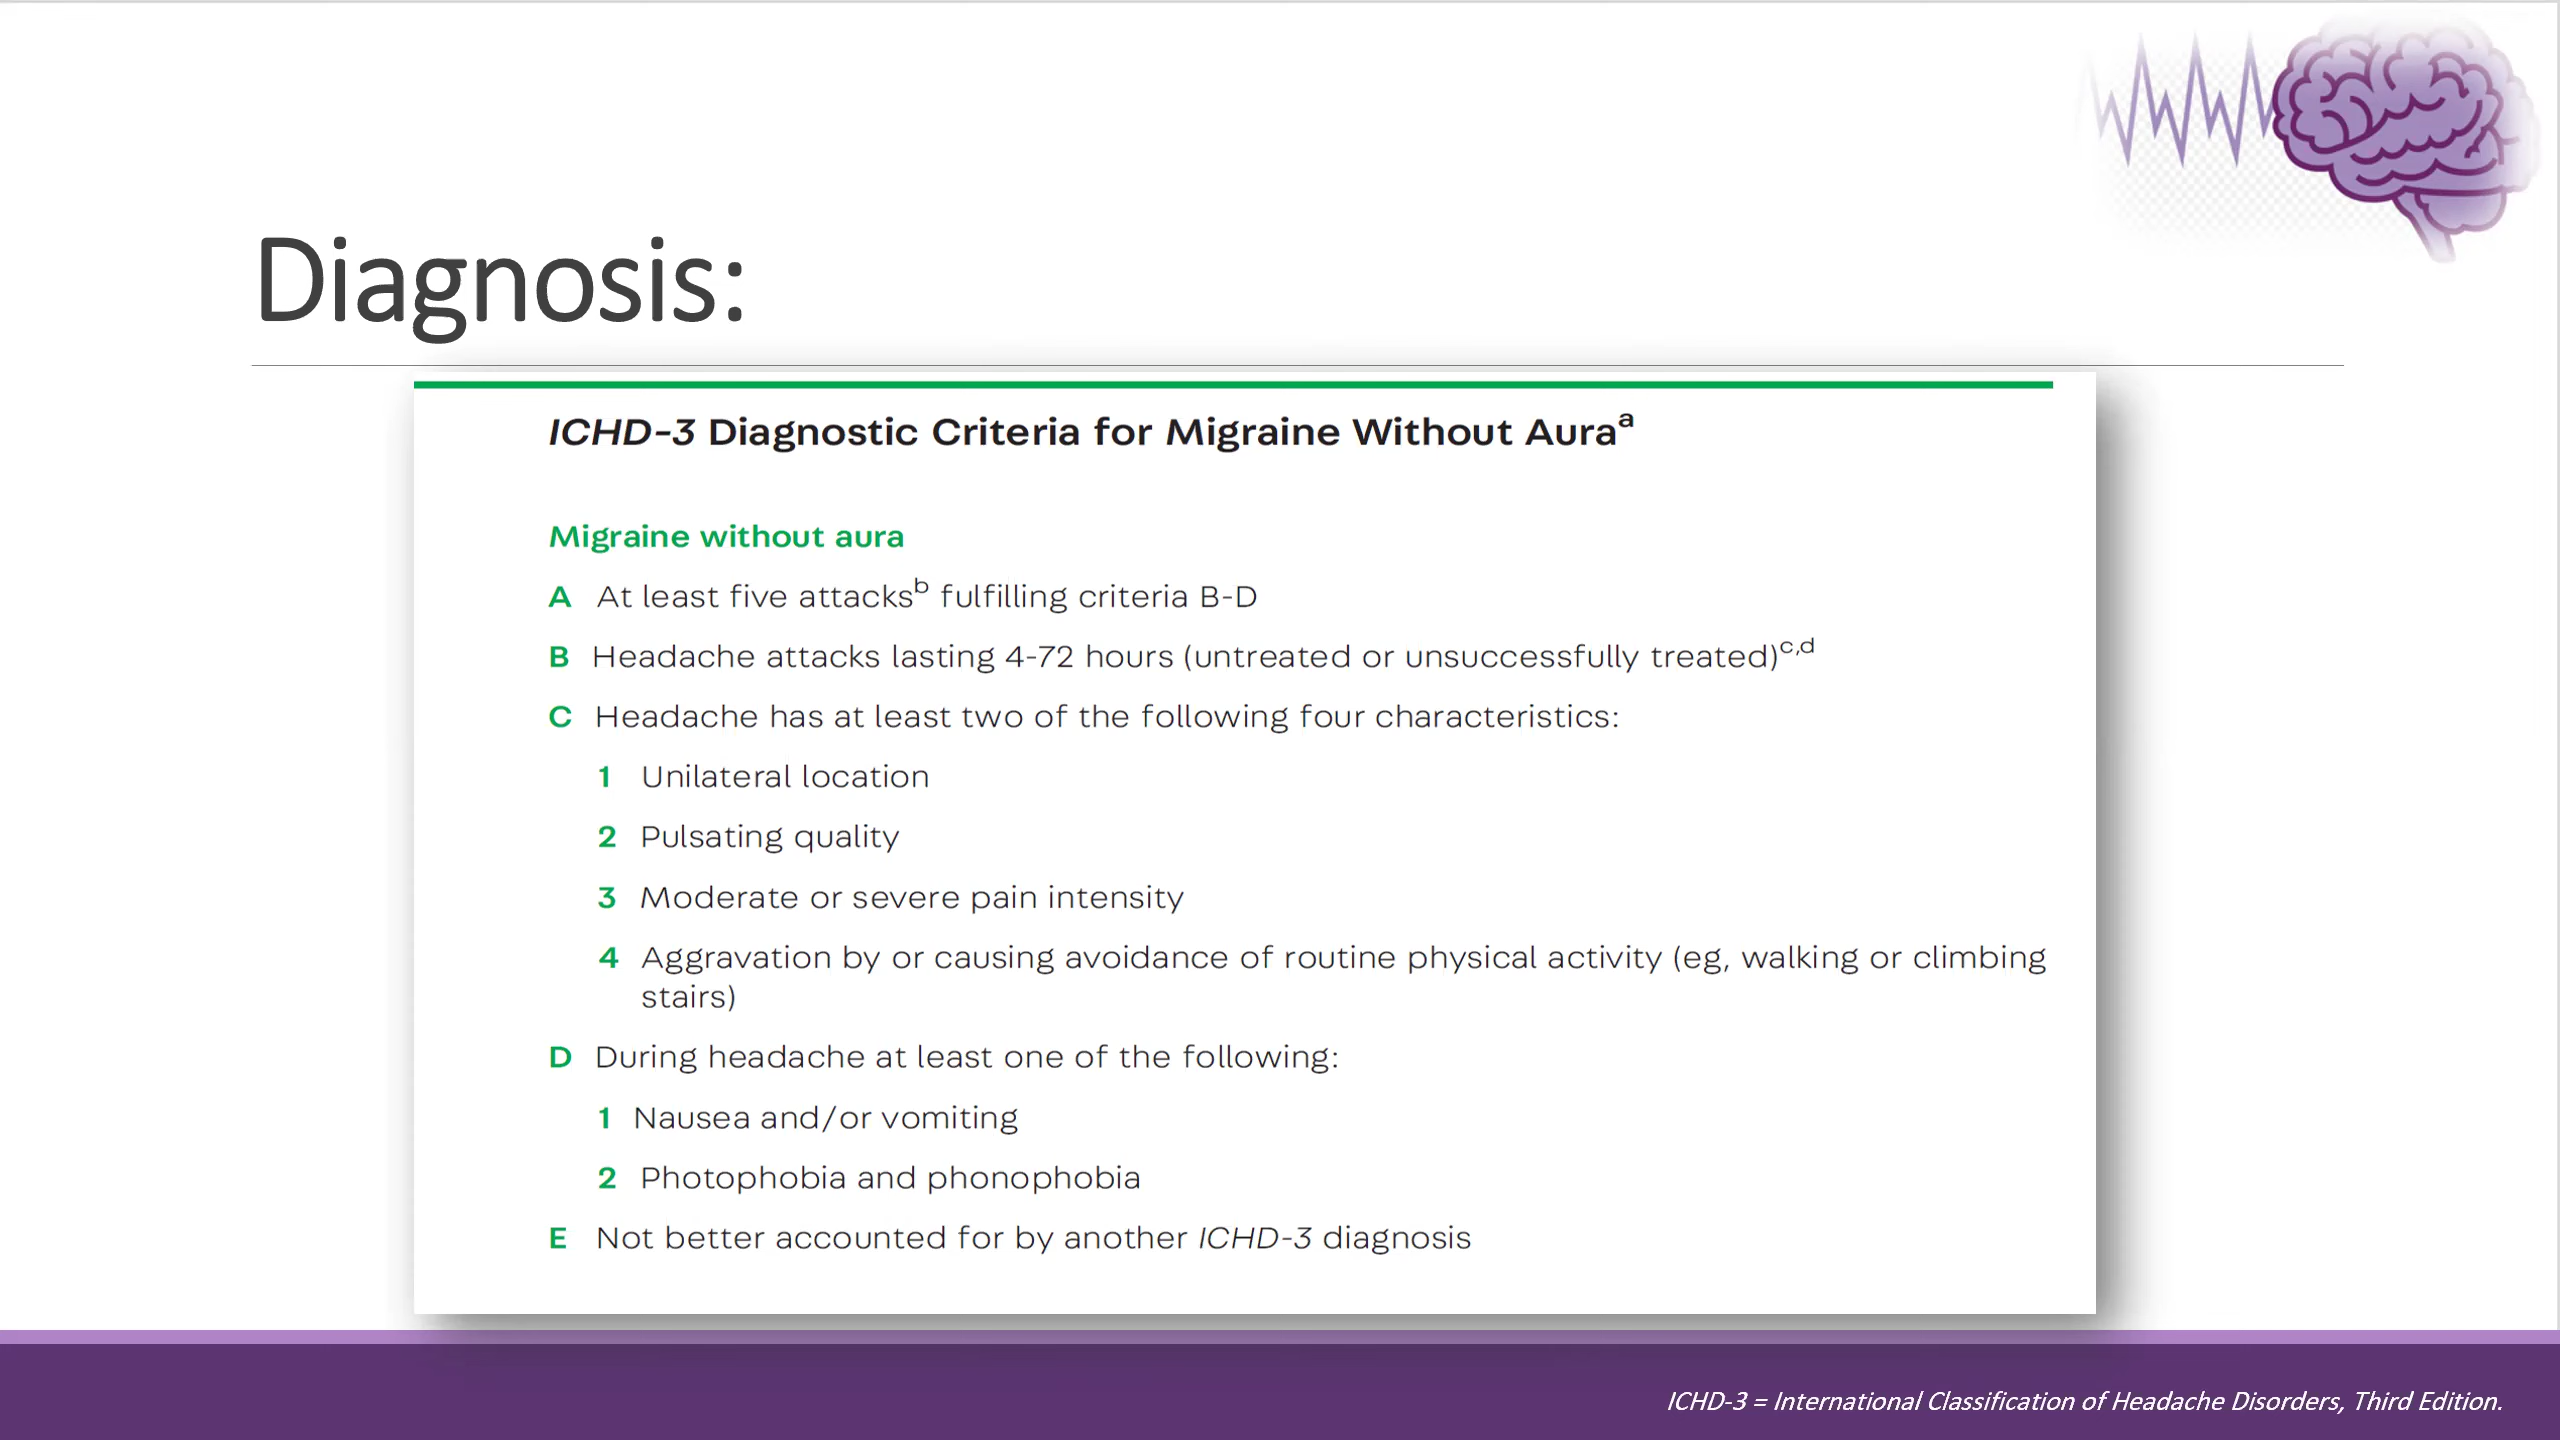 Diagnosis:
ICHD-3 Diagnostic Criteria for Migraine Without Auraᵃ
Migraine without aura
A At least five attacksᵇ fulfilling criteria B-D
B Headache attacks lasting 4-72 hours (untreated or unsuccessfully treated)ᶜ,ᵈ
C Headache has at least two of the following four characteristics:
1 Unilateral location
2 Pulsating quality
3 Moderate or severe pain intensity
4 Aggravation by or causing avoidance of routine physical activity (eg, walking or climbing
stairs)
D During headache at least one of the following:
1 Nausea and/or vomiting
2 Photophobia and phonophobia
E Not better accounted for by another ICHD-3 diagnosis
ICHD-3 = International Classification of Headache Disorders, Third Edition.